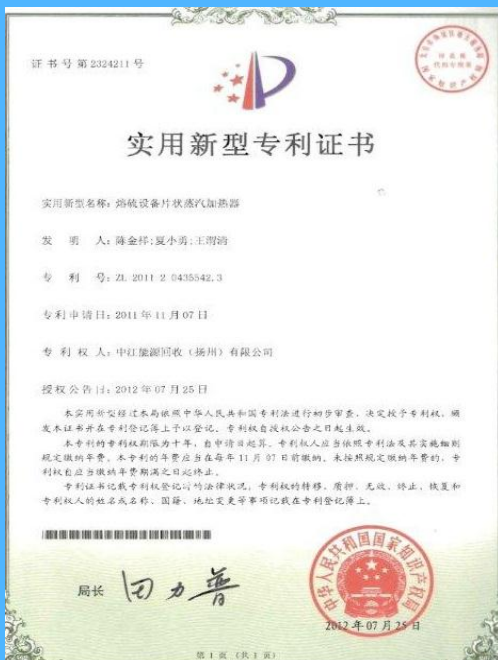 证书号第2324211号
实用新型专利证书
实用新型名称：熔硫设备片状蒸汽加热器
发 明 人：陈金祥;夏小勇;王渭清
专 利 号：ZL 2011 2 0435542.3
专利申请日：2011年11月07日
专 利 权 人：中江能源回收（扬州）有限公司
授权公告日：2012年07月25日
本实用新型经过本局依照中华人民共和国专利法进行初步审查，决定授予专利权，颁
发本证书并在专利登记簿上予以登记。专利权自授权公告之日起生效。
本专利的专利权期限为十年，自申请日起算。专利权人应当依照专利法及其实施细则
规定缴纳年费。本专利的年费应当在每年11月07日前缴纳。未按照规定缴纳年费的，专
利权自应当缴纳年费期满之日起终止。
专利证书记载专利权登记时的法律状况。专利权的转移、质押、无效、终止、恢复和
专利权人的姓名或名称、国籍、地址变更等事项记载在专利登记簿上。
局长 田力普
中华人民共和国国家知识产权局
2012年07月25日
第1页（共1页）